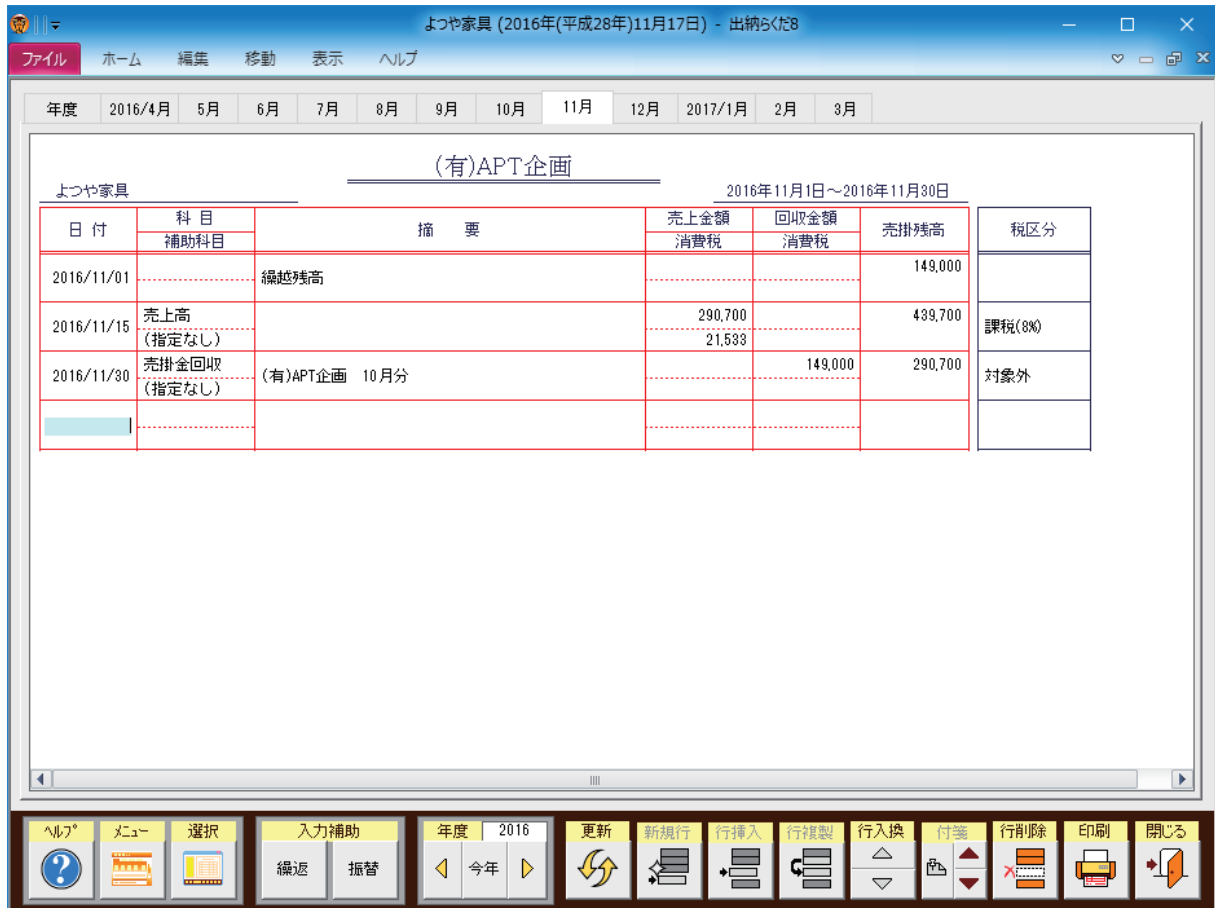 よつや家具 (2016年(平成28年)11月17日) - 出納らくだ8
ファイル ホーム 編集 移動 表示 ヘルプ
年度 2016/4月 5月 6月 7月 8月 9月 10月 11月 12月 2017/1月 2月 3月
(有)APT企画
よつや家具 2016年11月1日～2016年11月30日
日 付 科 目 摘 要 売上金額 回収金額 売掛残高 税区分
補助科目 消費税 消費税
2016/11/01 繰越残高 149,000
2016/11/15 売上高 290,700 439,700 課税(8%)
(指定なし) 21,533
2016/11/30 売掛金回収 (有)APT企画 10月分 149,000 290,700 対象外
(指定なし)
ﾍﾙﾌﾟ ﾒﾆｭｰ 選択 入力補助 年度 2016 更新 新規行 行挿入 行複製 行入換 付箋 行削除 印刷 閉じる
繰返 振替 今年